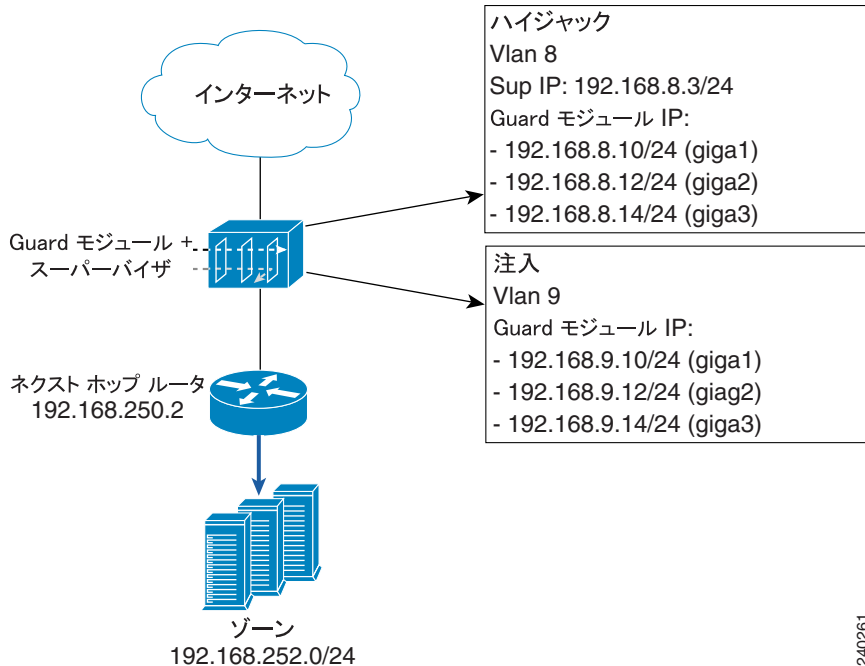 インターネット
ハイジャック
Vlan 8
Sup IP: 192.168.8.3/24
Guard モジュール IP:
- 192.168.8.10/24 (giga1)
- 192.168.8.12/24 (giga2)
- 192.168.8.14/24 (giga3)
Guard モジュール +
スーパーバイザ
注入
Vlan 9
Guard モジュール IP:
- 192.168.9.10/24 (giga1)
- 192.168.9.12/24 (giag2)
- 192.168.9.14/24 (giga3)
ネクスト ホップ ルータ
192.168.250.2
ゾーン
192.168.252.0/24
240261